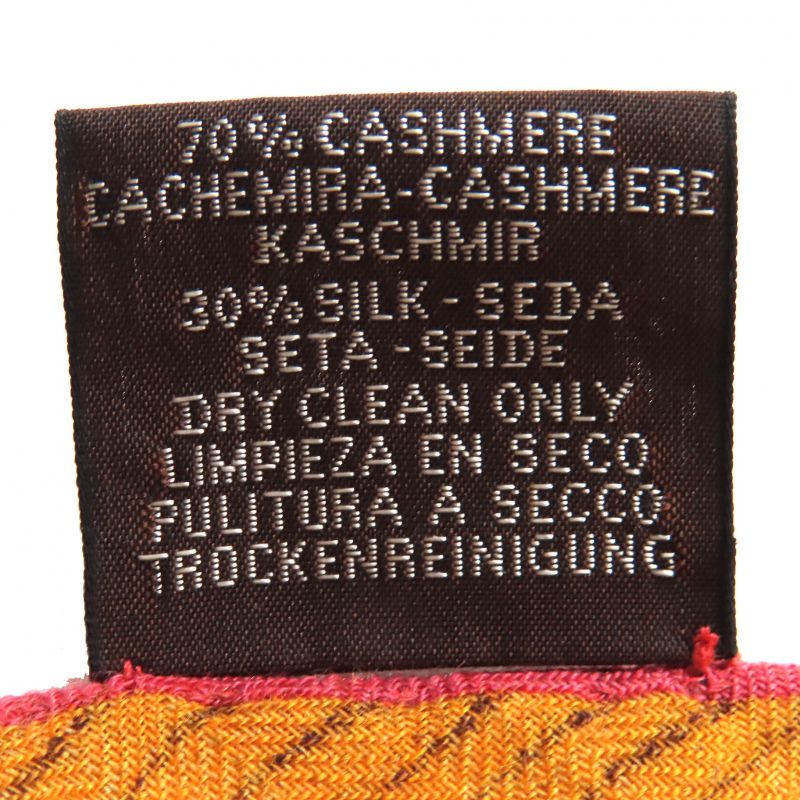 70% CASHMERE
CACHEMIRA-CASHMERE
KASCHMIR
30% SILK - SEDA
SETA - SEIDE
DRY CLEAN ONLY
LIMPIEZA EN SECO
PULITURA A SECCO
TROCKENREINIGUNG